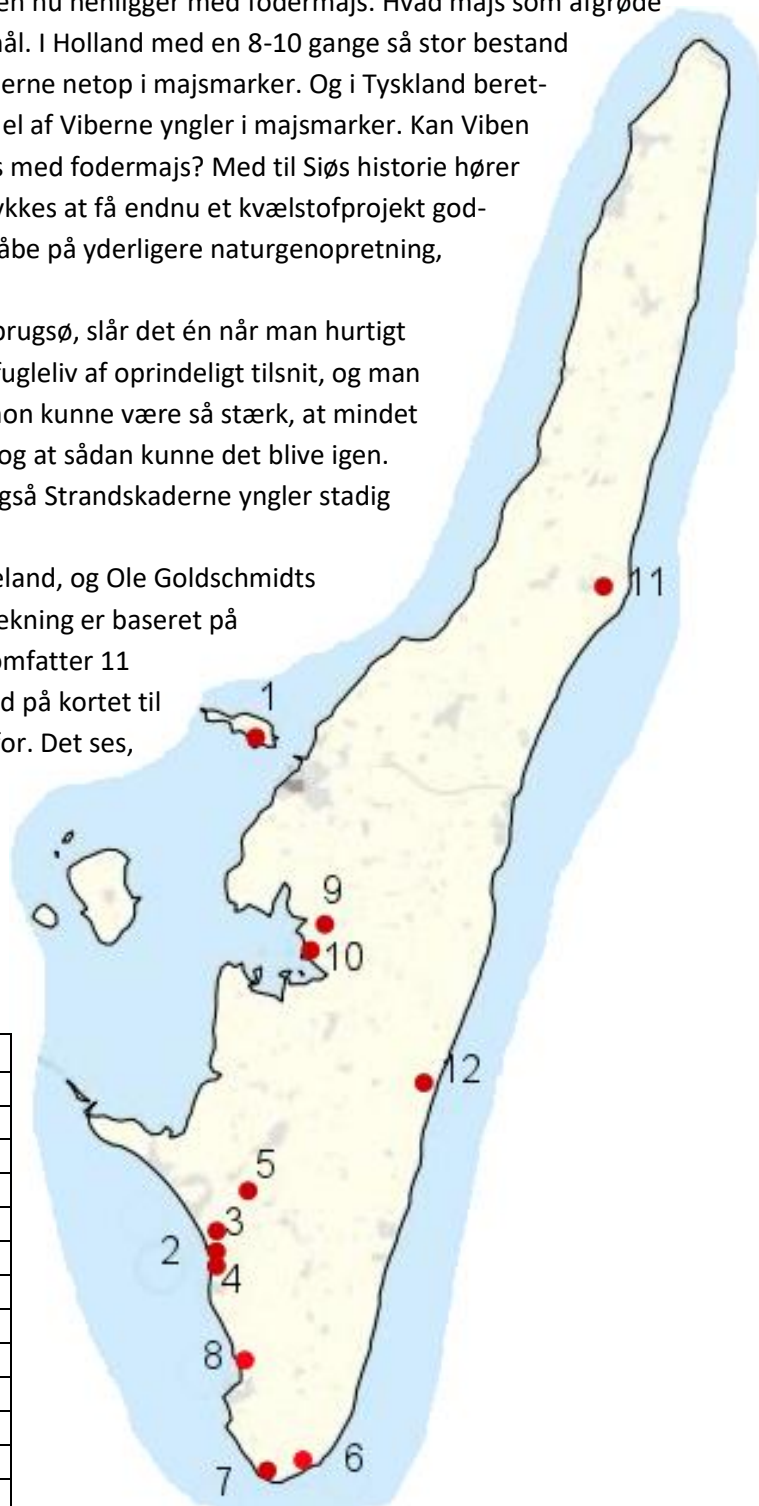 en nu henligger med fodermajs. Hvad majs som afgrøde
nål. I Holland med en 8-10 gange så stor bestand
erne netop i majsmarker. Og i Tyskland beret-
el af Viberne yngler i majsmarker. Kan Viben
s med fodermajs? Med til Siøs historie hører
ykkes at få endnu et kvælstofprojekt god-
åbe på yderligere naturgenopretning,
brugsø, slår det én når man hurtigt
fugleliv af oprindeligt tilsnit, og man
non kunne være så stærk, at mindet
og at sådan kunne det blive igen.
gså Strandskaderne yngler stadig
eland, og Ole Goldschmidts
ekning er baseret på
omfatter 11
d på kortet til
for. Det ses,
11
1
9
10
12
5
3
2
4
8
6
7